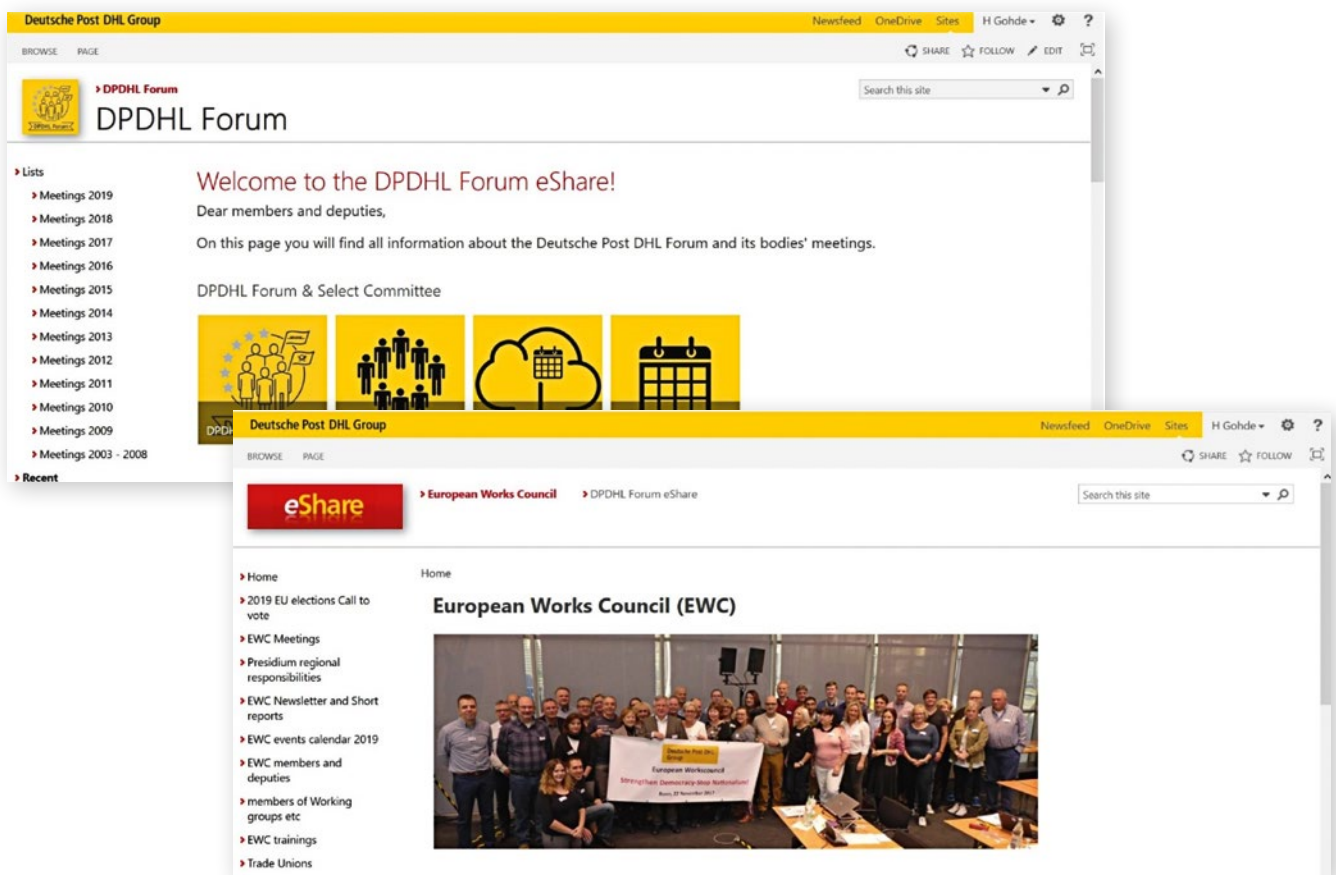 Deutsche Post DHL Group
Newsfeed OneDrive Sites H Gohde ?
BROWSE PAGE
SHARE FOLLOW EDIT
DPDHL Forum
DPDHL Forum
DPDHL Forum
Search this site
Lists
Meetings 2019
Meetings 2018
Meetings 2017
Meetings 2016
Meetings 2015
Meetings 2014
Meetings 2013
Meetings 2012
Meetings 2011
Meetings 2010
Meetings 2009
Meetings 2003 - 2008
Recent
Welcome to the DPDHL Forum eShare!
Dear members and deputies,
On this page you will find all information about the Deutsche Post DHL Forum and its bodies' meetings.
DPDHL Forum & Select Committee
Deutsche Post DHL Group
Newsfeed OneDrive Sites H Gohde ?
BROWSE PAGE
SHARE FOLLOW
eShare
European Works Council
DPDHL Forum eShare
Search this site
Home
2019 EU elections Call to
vote
EWC Meetings
Presidium regional
responsibilities
EWC Newsletter and Short
reports
EWC events calendar 2019
EWC members and
deputies
members of Working
groups etc
EWC trainings
Trade Unions
Home
European Works Council (EWC)
Deutsche Post DHL
Group
European Workscouncil
Strengthen Democracy-Stop Nationalism!
Bonn, 27 November 2017